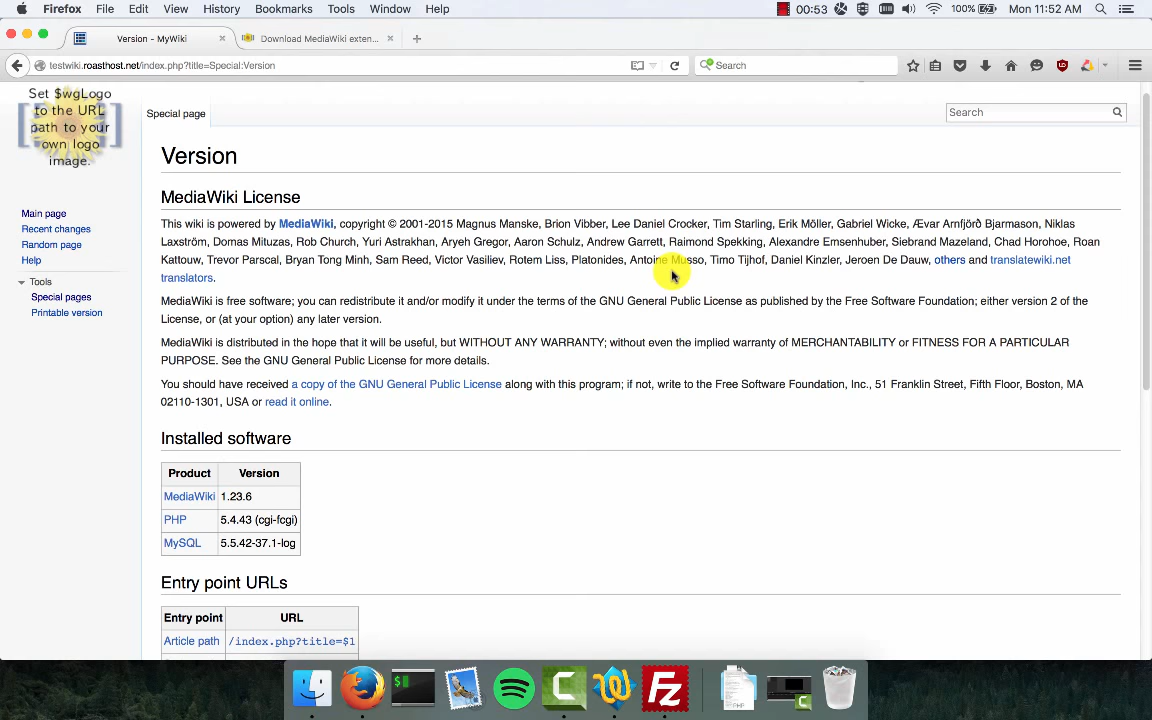 Firefox File Edit View History Bookmarks Tools Window Help 00:53 100% Mon 11:52 AM
Version - MyWiki × Download MediaWiki exten... × +
testwiki.roasthost.net/index.php?title=Special:Version Search
Set $wgLogo
to the URL
path to your
own logo
image.
Special page
Search
Version
MediaWiki License
This wiki is powered by MediaWiki, copyright © 2001-2015 Magnus Manske, Brion Vibber, Lee Daniel Crocker, Tim Starling, Erik Möller, Gabriel Wicke, Ævar Arnfjörð Bjarmason, Niklas
Laxström, Domas Mituzas, Rob Church, Yuri Astrakhan, Aryeh Gregor, Aaron Schulz, Andrew Garrett, Raimond Spekking, Alexandre Emsenhuber, Siebrand Mazeland, Chad Horohoe, Roan
Kattouw, Trevor Parscal, Bryan Tong Minh, Sam Reed, Victor Vasiliev, Rotem Liss, Platonides, Antoine Musso, Timo Tijhof, Daniel Kinzler, Jeroen De Dauw, others and translatewiki.net
translators.
MediaWiki is free software; you can redistribute it and/or modify it under the terms of the GNU General Public License as published by the Free Software Foundation; either version 2 of the
License, or (at your option) any later version.
MediaWiki is distributed in the hope that it will be useful, but WITHOUT ANY WARRANTY; without even the implied warranty of MERCHANTABILITY or FITNESS FOR A PARTICULAR
PURPOSE. See the GNU General Public License for more details.
You should have received a copy of the GNU General Public License along with this program; if not, write to the Free Software Foundation, Inc., 51 Franklin Street, Fifth Floor, Boston, MA
02110-1301, USA or read it online.
Main page
Recent changes
Random page
Help
Tools
Special pages
Printable version
Installed software
Product Version
MediaWiki 1.23.6
PHP 5.4.43 (cgi-fcgi)
MySQL 5.5.42-37.1-log
Entry point URLs
Entry point URL
Article path /index.php?title=$1
$
C
Fz
PHP
C